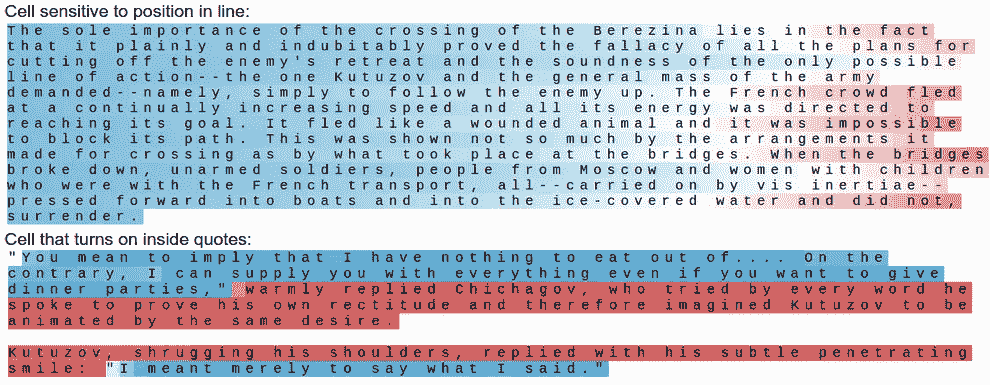 Cell sensitive to position in line:
The sole importance of the crossing of the Berezina lies in the fact
that it plainly and indubitably proved the fallacy of all the plans for
cutting off the enemy's retreat and the soundness of the only possible
line of action--the one Kutuzov and the general mass of the army
demanded--namely, simply to follow the enemy up. The French crowd fled
at a continually increasing speed and all its energy was directed to
reaching its goal. It fled like a wounded animal and it was impossible
to block its path. This was shown not so much by the arrangements it
made for crossing as by what took place at the bridges. When the bridges
broke down, unarmed soldiers, people from Moscow and women with children
who were with the French transport, all--carried on by vis inertiae--
pressed forward into boats and into the ice-covered water and did not,
surrender.
Cell that turns on inside quotes:
"You mean to imply that I have nothing to eat out of.... On the
contrary, I can supply you with everything even if you want to give
dinner parties," warmly replied Chichagov, who tried by every word he
spoke to prove his own rectitude and therefore imagined Kutuzov to be
animated by the same desire.
Kutuzov, shrugging his shoulders, replied with his subtle penetrating
smile: "I meant merely to say what I said."